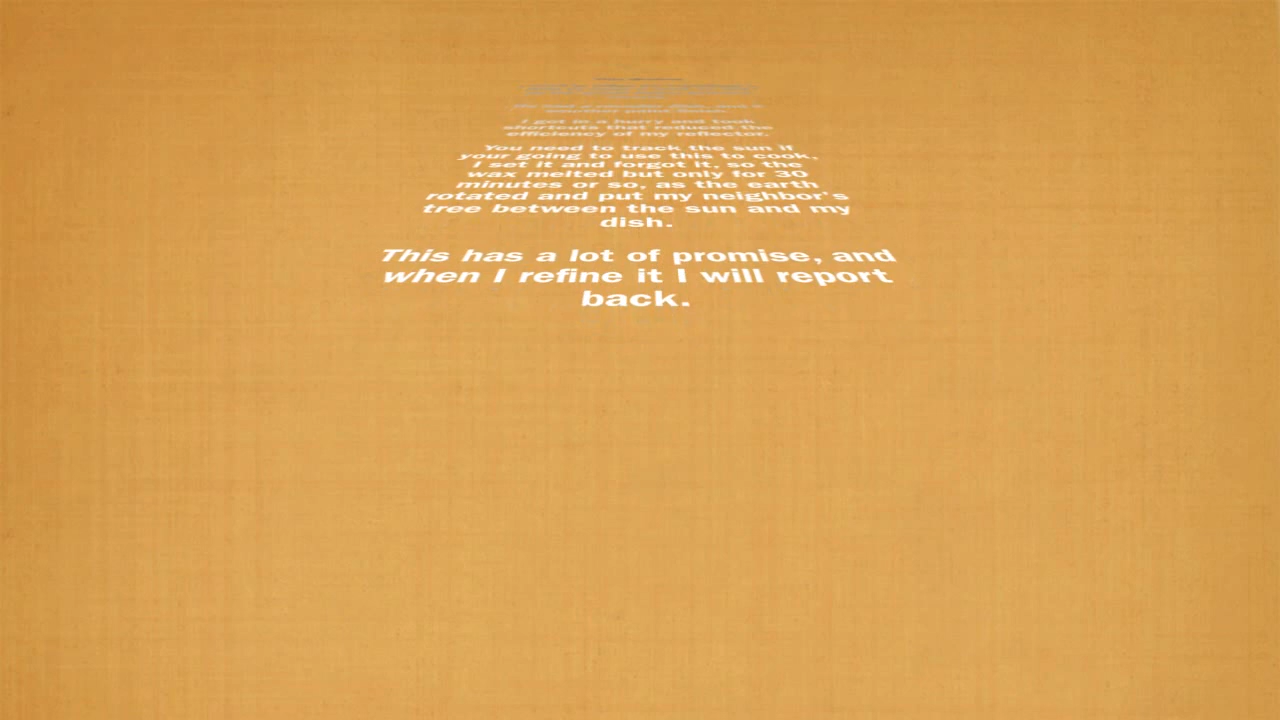 I got in a hurry and took
shortcuts that reduced the
efficiency of my reflector.
You need to track the sun if
your going to use this to cook,
I set it and forgot it, so the
wax melted but only for 30
minutes or so, as the earth
rotated and put my neighbor's
tree between the sun and my
dish.
This has a lot of promise, and
when I refine it I will report
back.